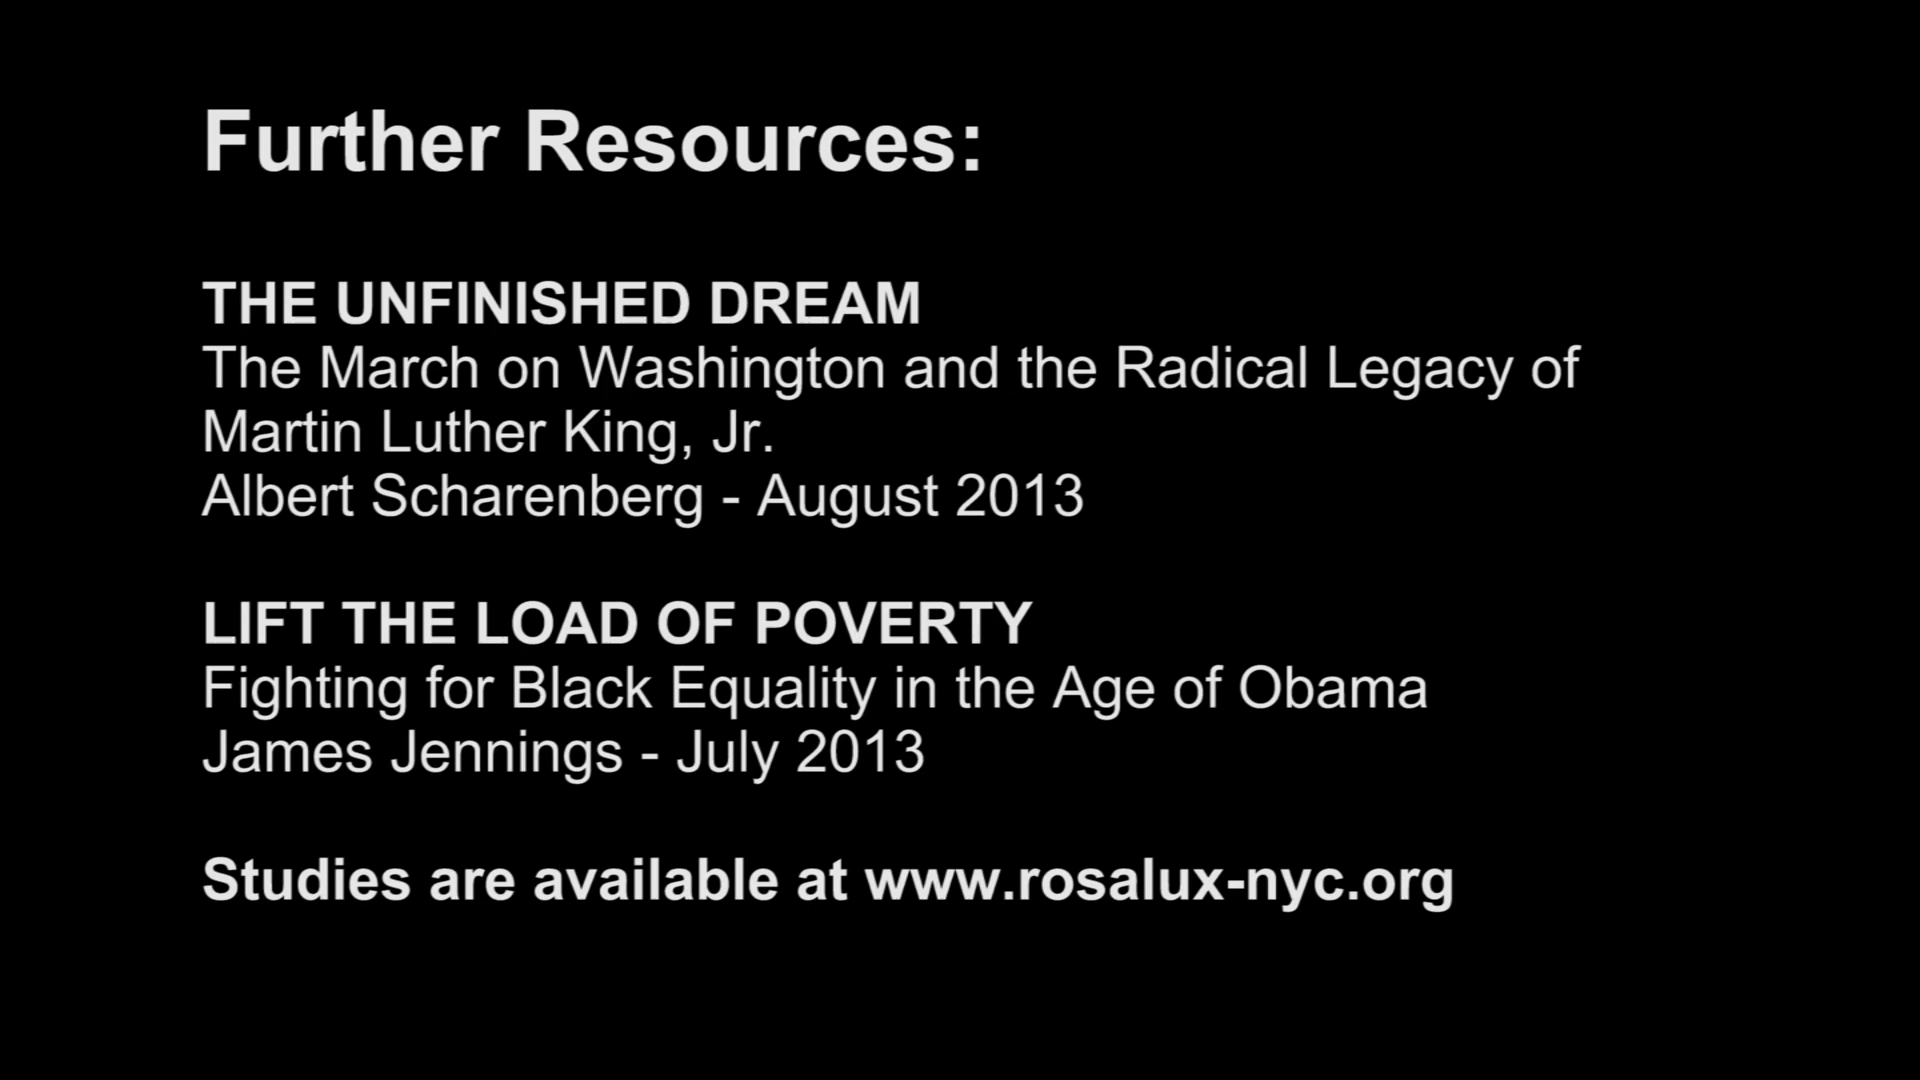 Further Resources:
THE UNFINISHED DREAM
The March on Washington and the Radical Legacy of
Martin Luther King, Jr.
Albert Scharenberg - August 2013
LIFT THE LOAD OF POVERTY
Fighting for Black Equality in the Age of Obama
James Jennings - July 2013
Studies are available at www.rosalux-nyc.org